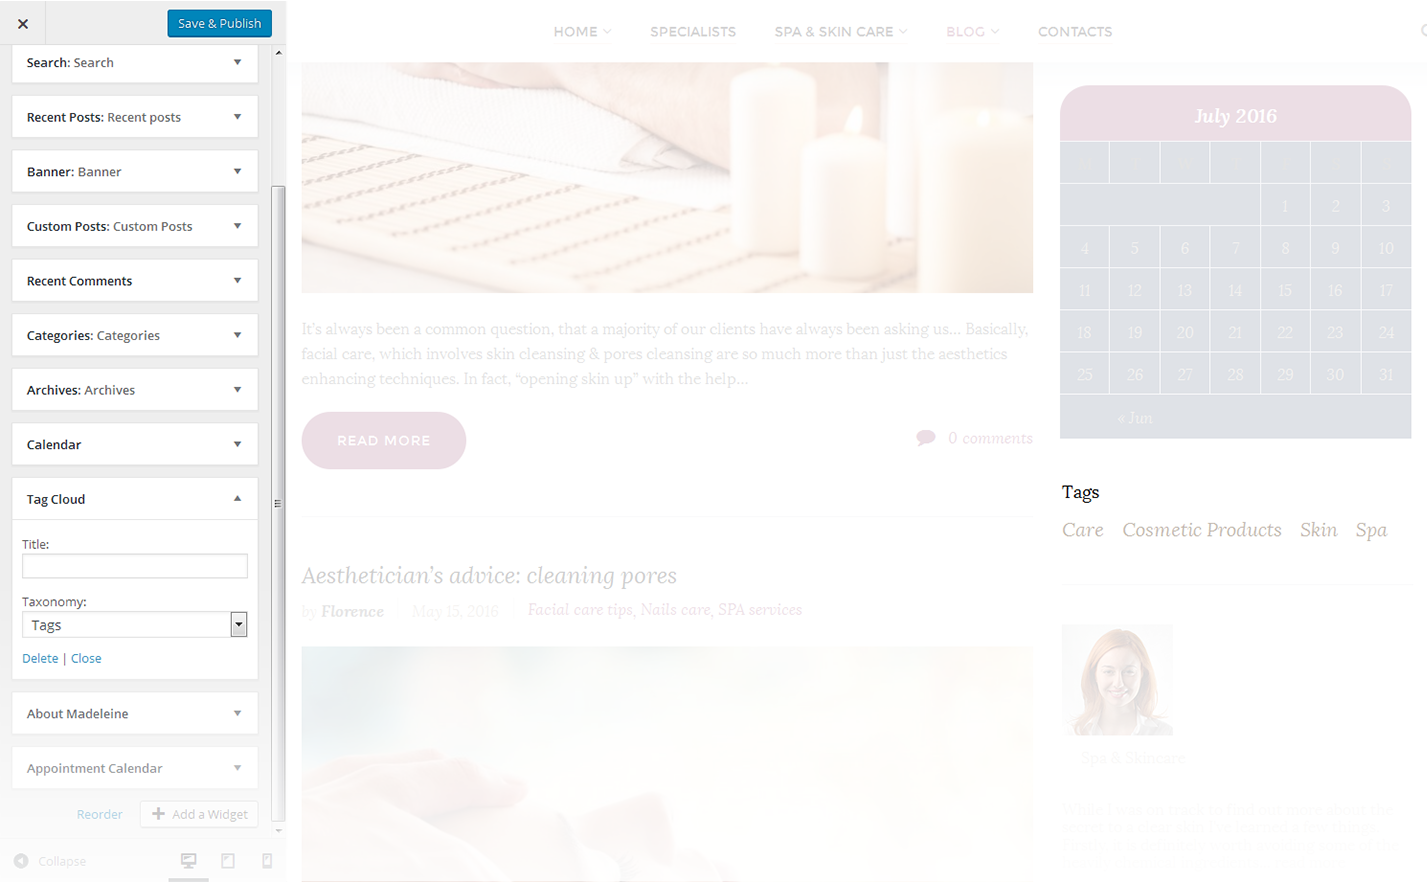 Save & Publish
Search: Search
Recent Posts: Recent posts
Banner: Banner
Custom Posts: Custom Posts
Recent Comments
Categories: Categories
Archives: Archives
Calendar
Tag Cloud
Title:
Taxonomy:
Tags
Delete | Close
About Madeleine
Appointment Calendar
Reorder
Add a Widget
Collapse
HOME SPECIALISTS SPA & SKIN CARE BLOG CONTACTS
It's always been a common question, that a majority of our clients have always been asking us... Basically,
facial care, which involves skin cleansing & pores cleansing are so much more than just the aesthetics
enhancing techniques. In fact, “opening skin up” with the help...
READ MORE
0 comments
Aesthetician’s advice: cleaning pores
by Florence May 15, 2016 Facial care tips, Nails care, SPA services
July 2016
1 2 3
4 5 6 7 8 9 10
11 12 13 14 15 16 17
18 19 20 21 22 23 24
25 26 27 28 29 30 31
« Jun
Tags
Care Cosmetic Products Skin Spa
Spa & Skincare